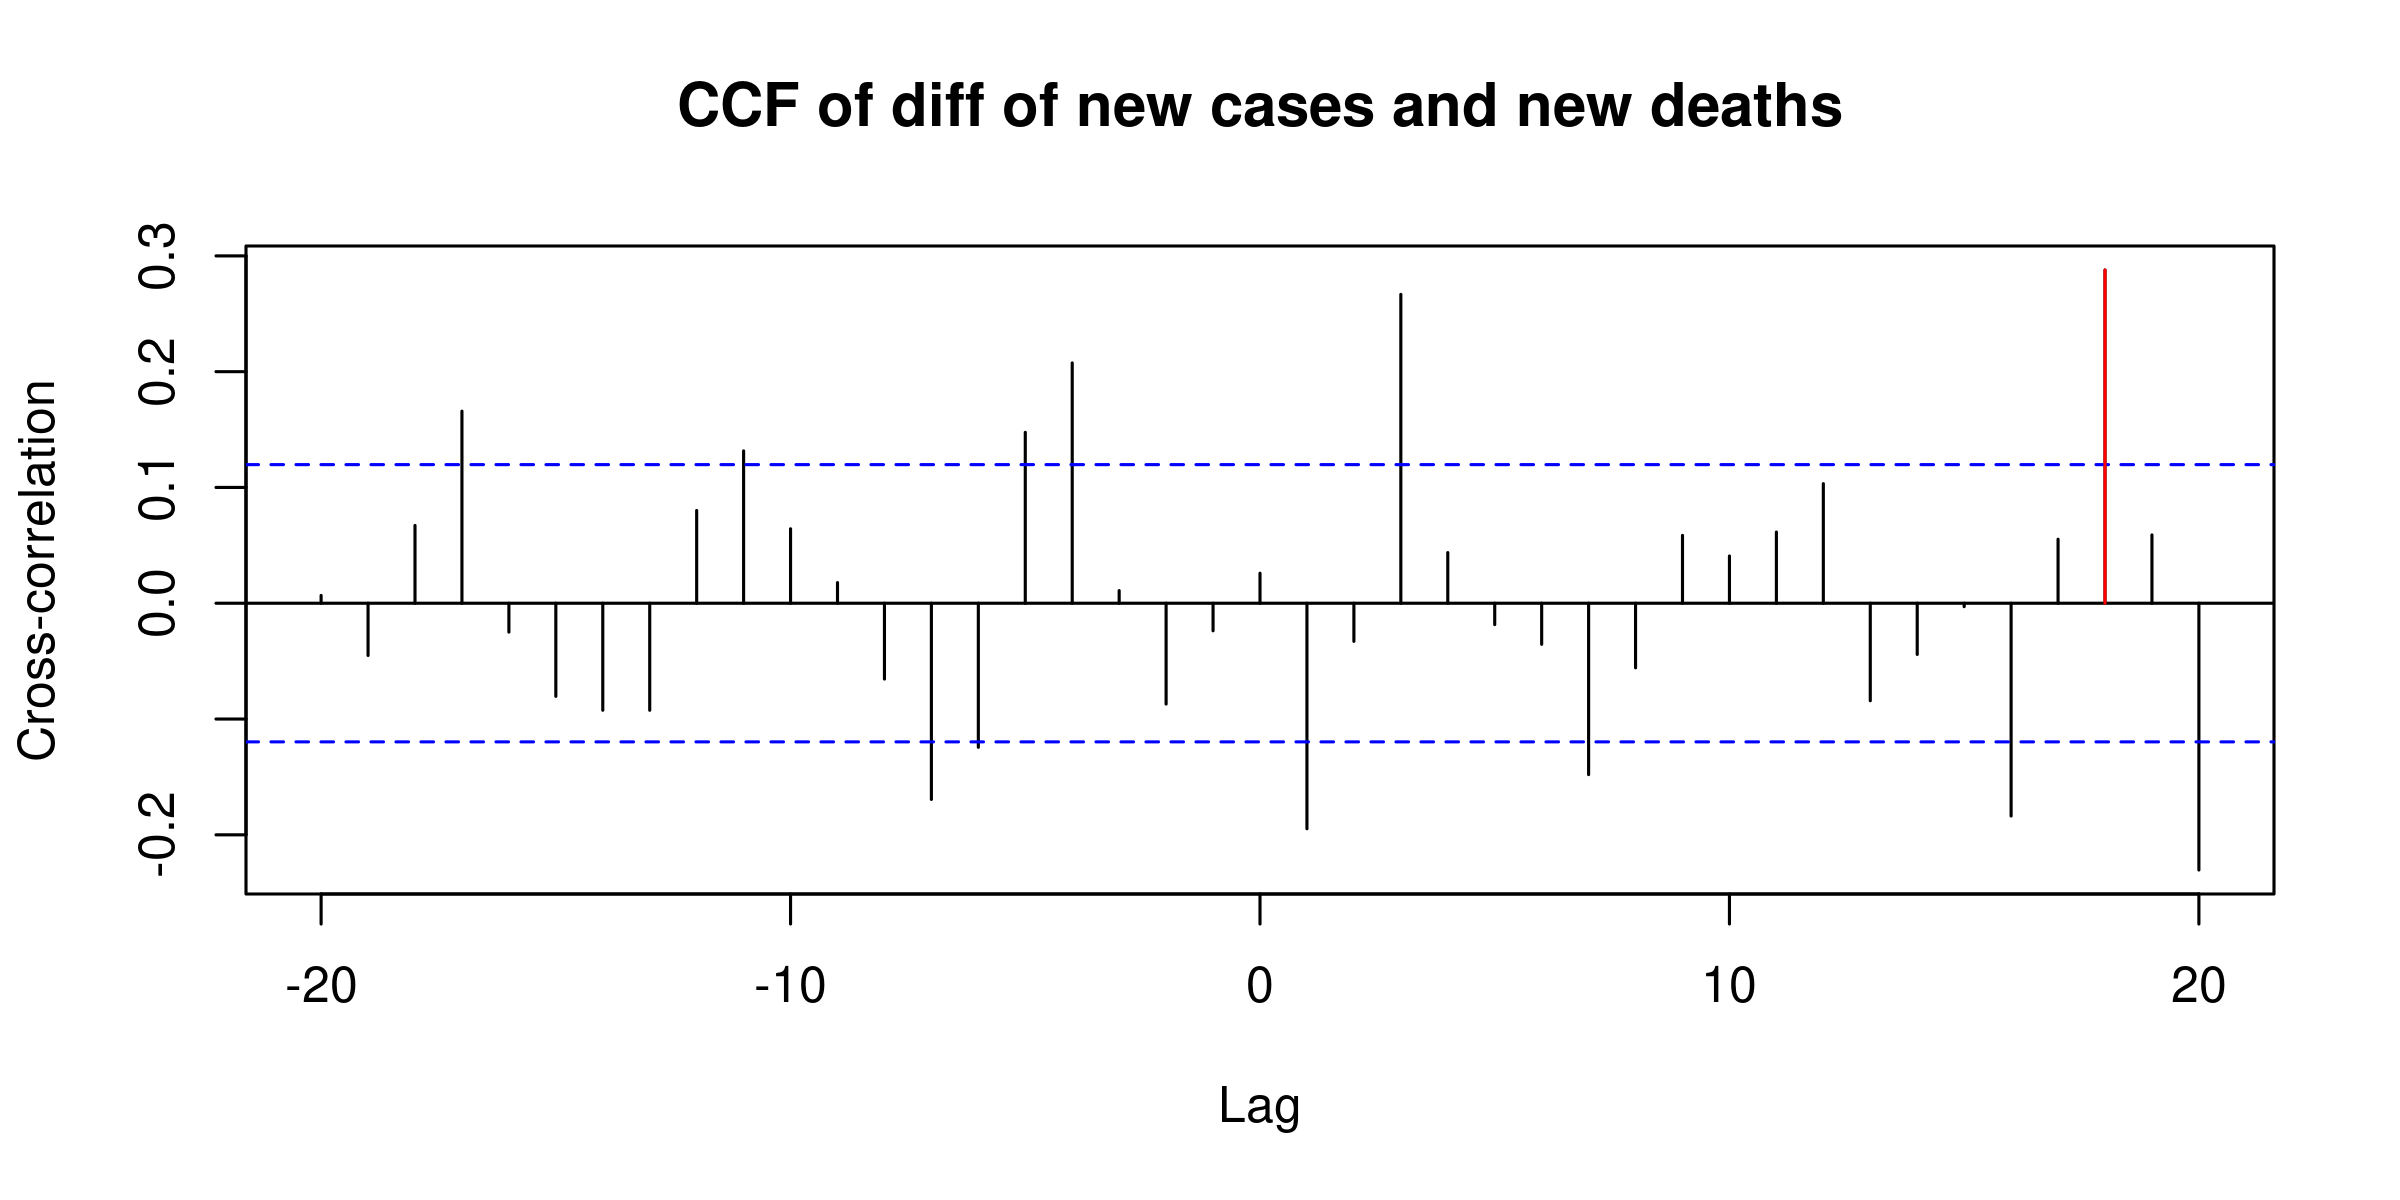 CCF of diff of new cases and new deaths
Cross-correlation
0.3
0.2
0.1
0.0
-0.2
-20 -10 0 10 20
Lag